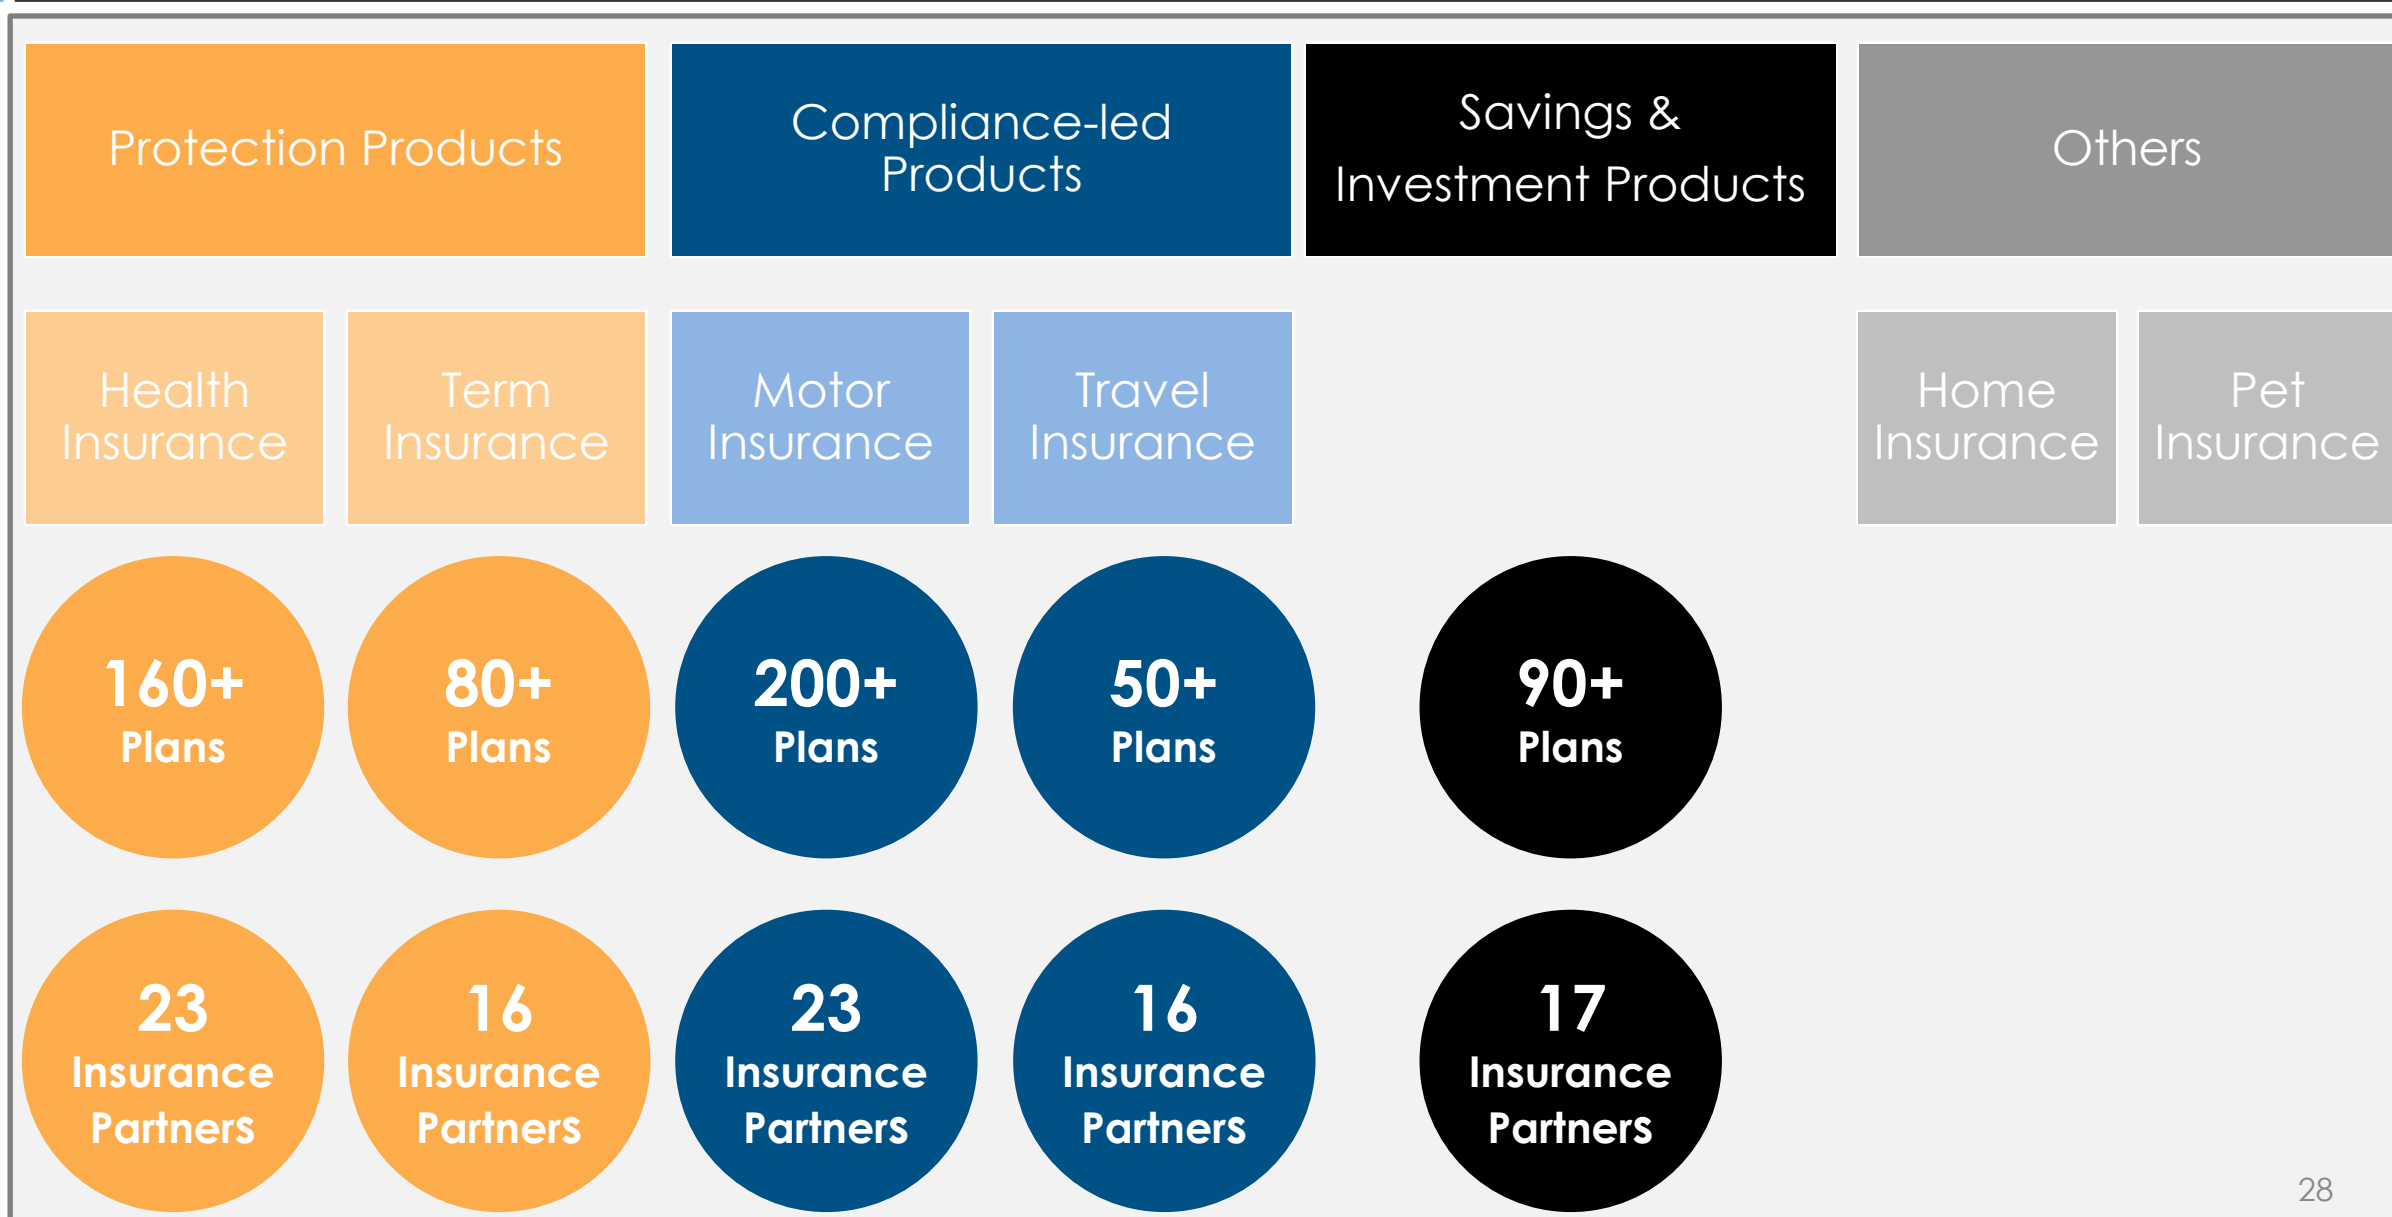 Protection Products
Compliance-led
Products
Savings &
Investment Products
Others
Health
Insurance
Term
Insurance
Motor
Insurance
Travel
Insurance
Home
Insurance
Pet
Insurance
160+
Plans
80+
Plans
200+
Plans
50+
Plans
90+
Plans
23
Insurance
Partners
16
Insurance
Partners
23
Insurance
Partners
16
Insurance
Partners
17
Insurance
Partners
28